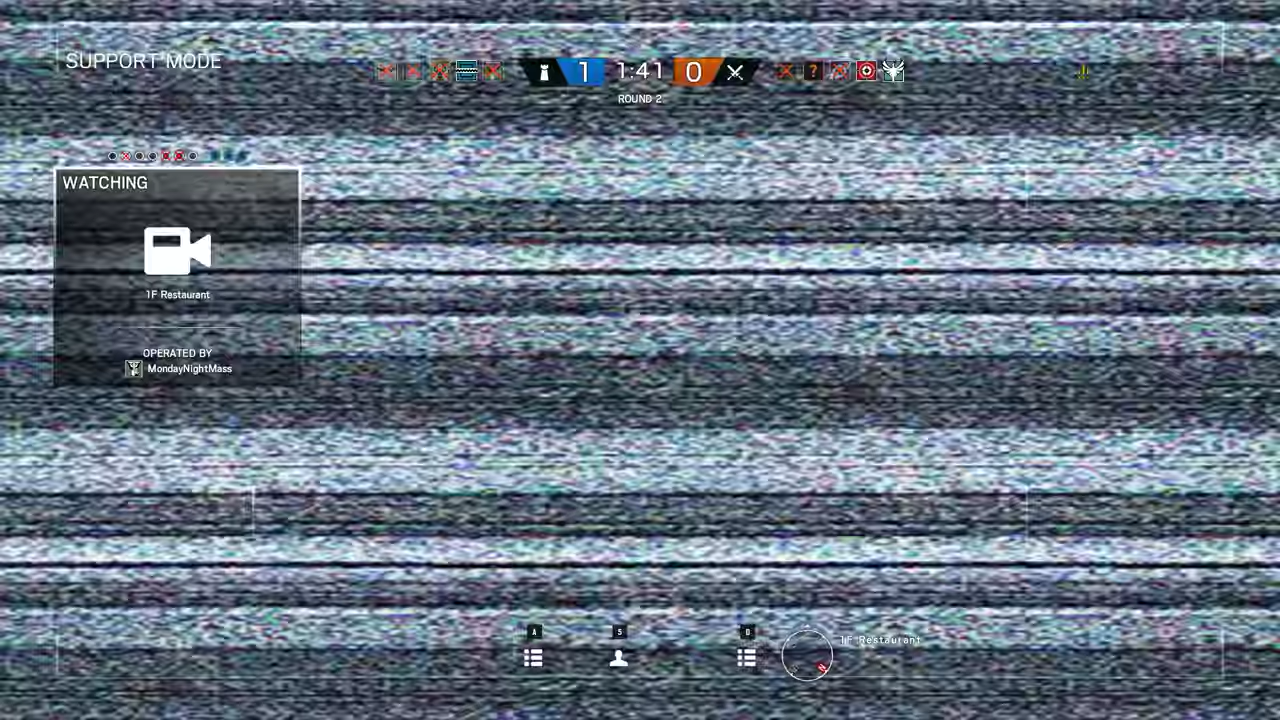 SUPPORT MODE
1 1:41 0
?
ROUND 2
WATCHING
1F Restaurant
OPERATED BY
MondayNightMass
A S D
1F Restaurant